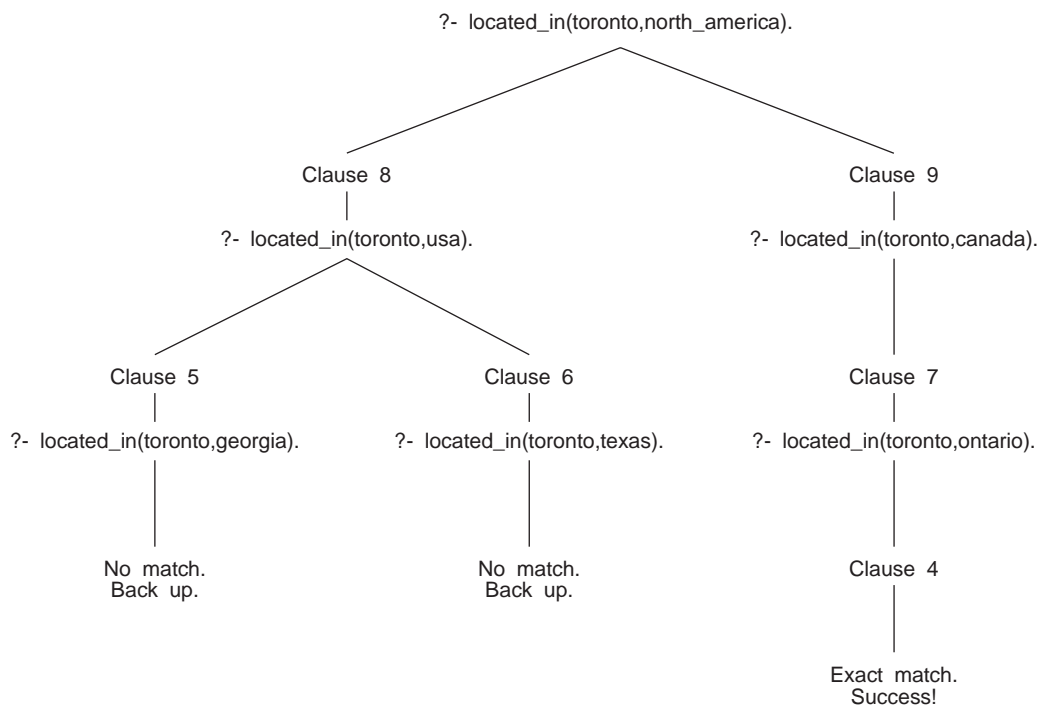 ?- located_in(toronto,north_america).
Clause 8
Clause 9
?- located_in(toronto,usa).
?- located_in(toronto,canada).
Clause 5
Clause 6
Clause 7
?- located_in(toronto,georgia).
?- located_in(toronto,texas).
?- located_in(toronto,ontario).
No match.
Back up.
No match.
Back up.
Clause 4
Exact match.
Success!